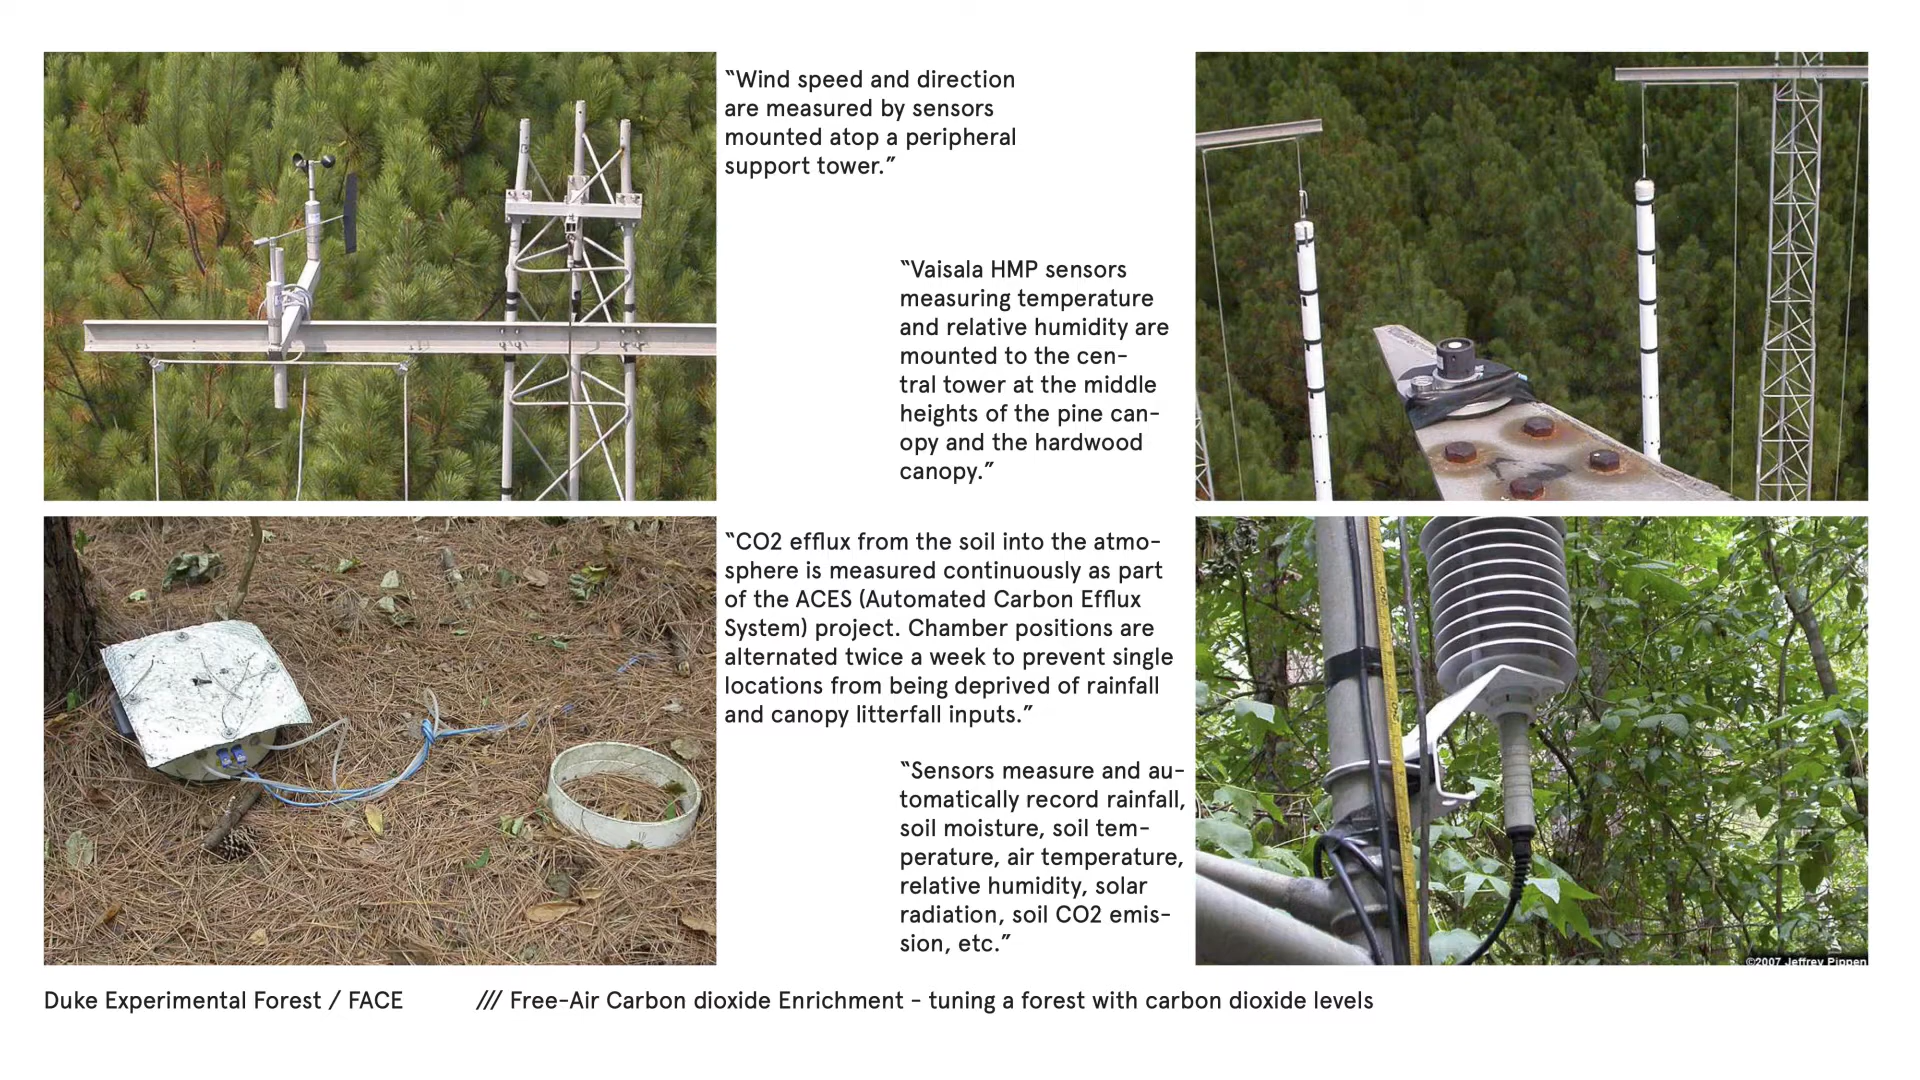 “Wind speed and direction
are measured by sensors
mounted atop a peripheral
support tower.”
“Vaisala HMP sensors
measuring temperature
and relative humidity are
mounted to the cen-
tral tower at the middle
heights of the pine can-
opy and the hardwood
canopy.”
“CO2 efflux from the soil into the atmo-
sphere is measured continuously as part
of the ACES (Automated Carbon Efflux
System) project. Chamber positions are
alternated twice a week to prevent single
locations from being deprived of rainfall
and canopy litterfall inputs.”
“Sensors measure and au-
tomatically record rainfall,
soil moisture, soil tem-
perature, air temperature,
relative humidity, solar
radiation, soil CO2 emis-
sion, etc.”
©2007 Jeffrey Pippen
Duke Experimental Forest / FACE
/// Free-Air Carbon dioxide Enrichment - tuning a forest with carbon dioxide levels